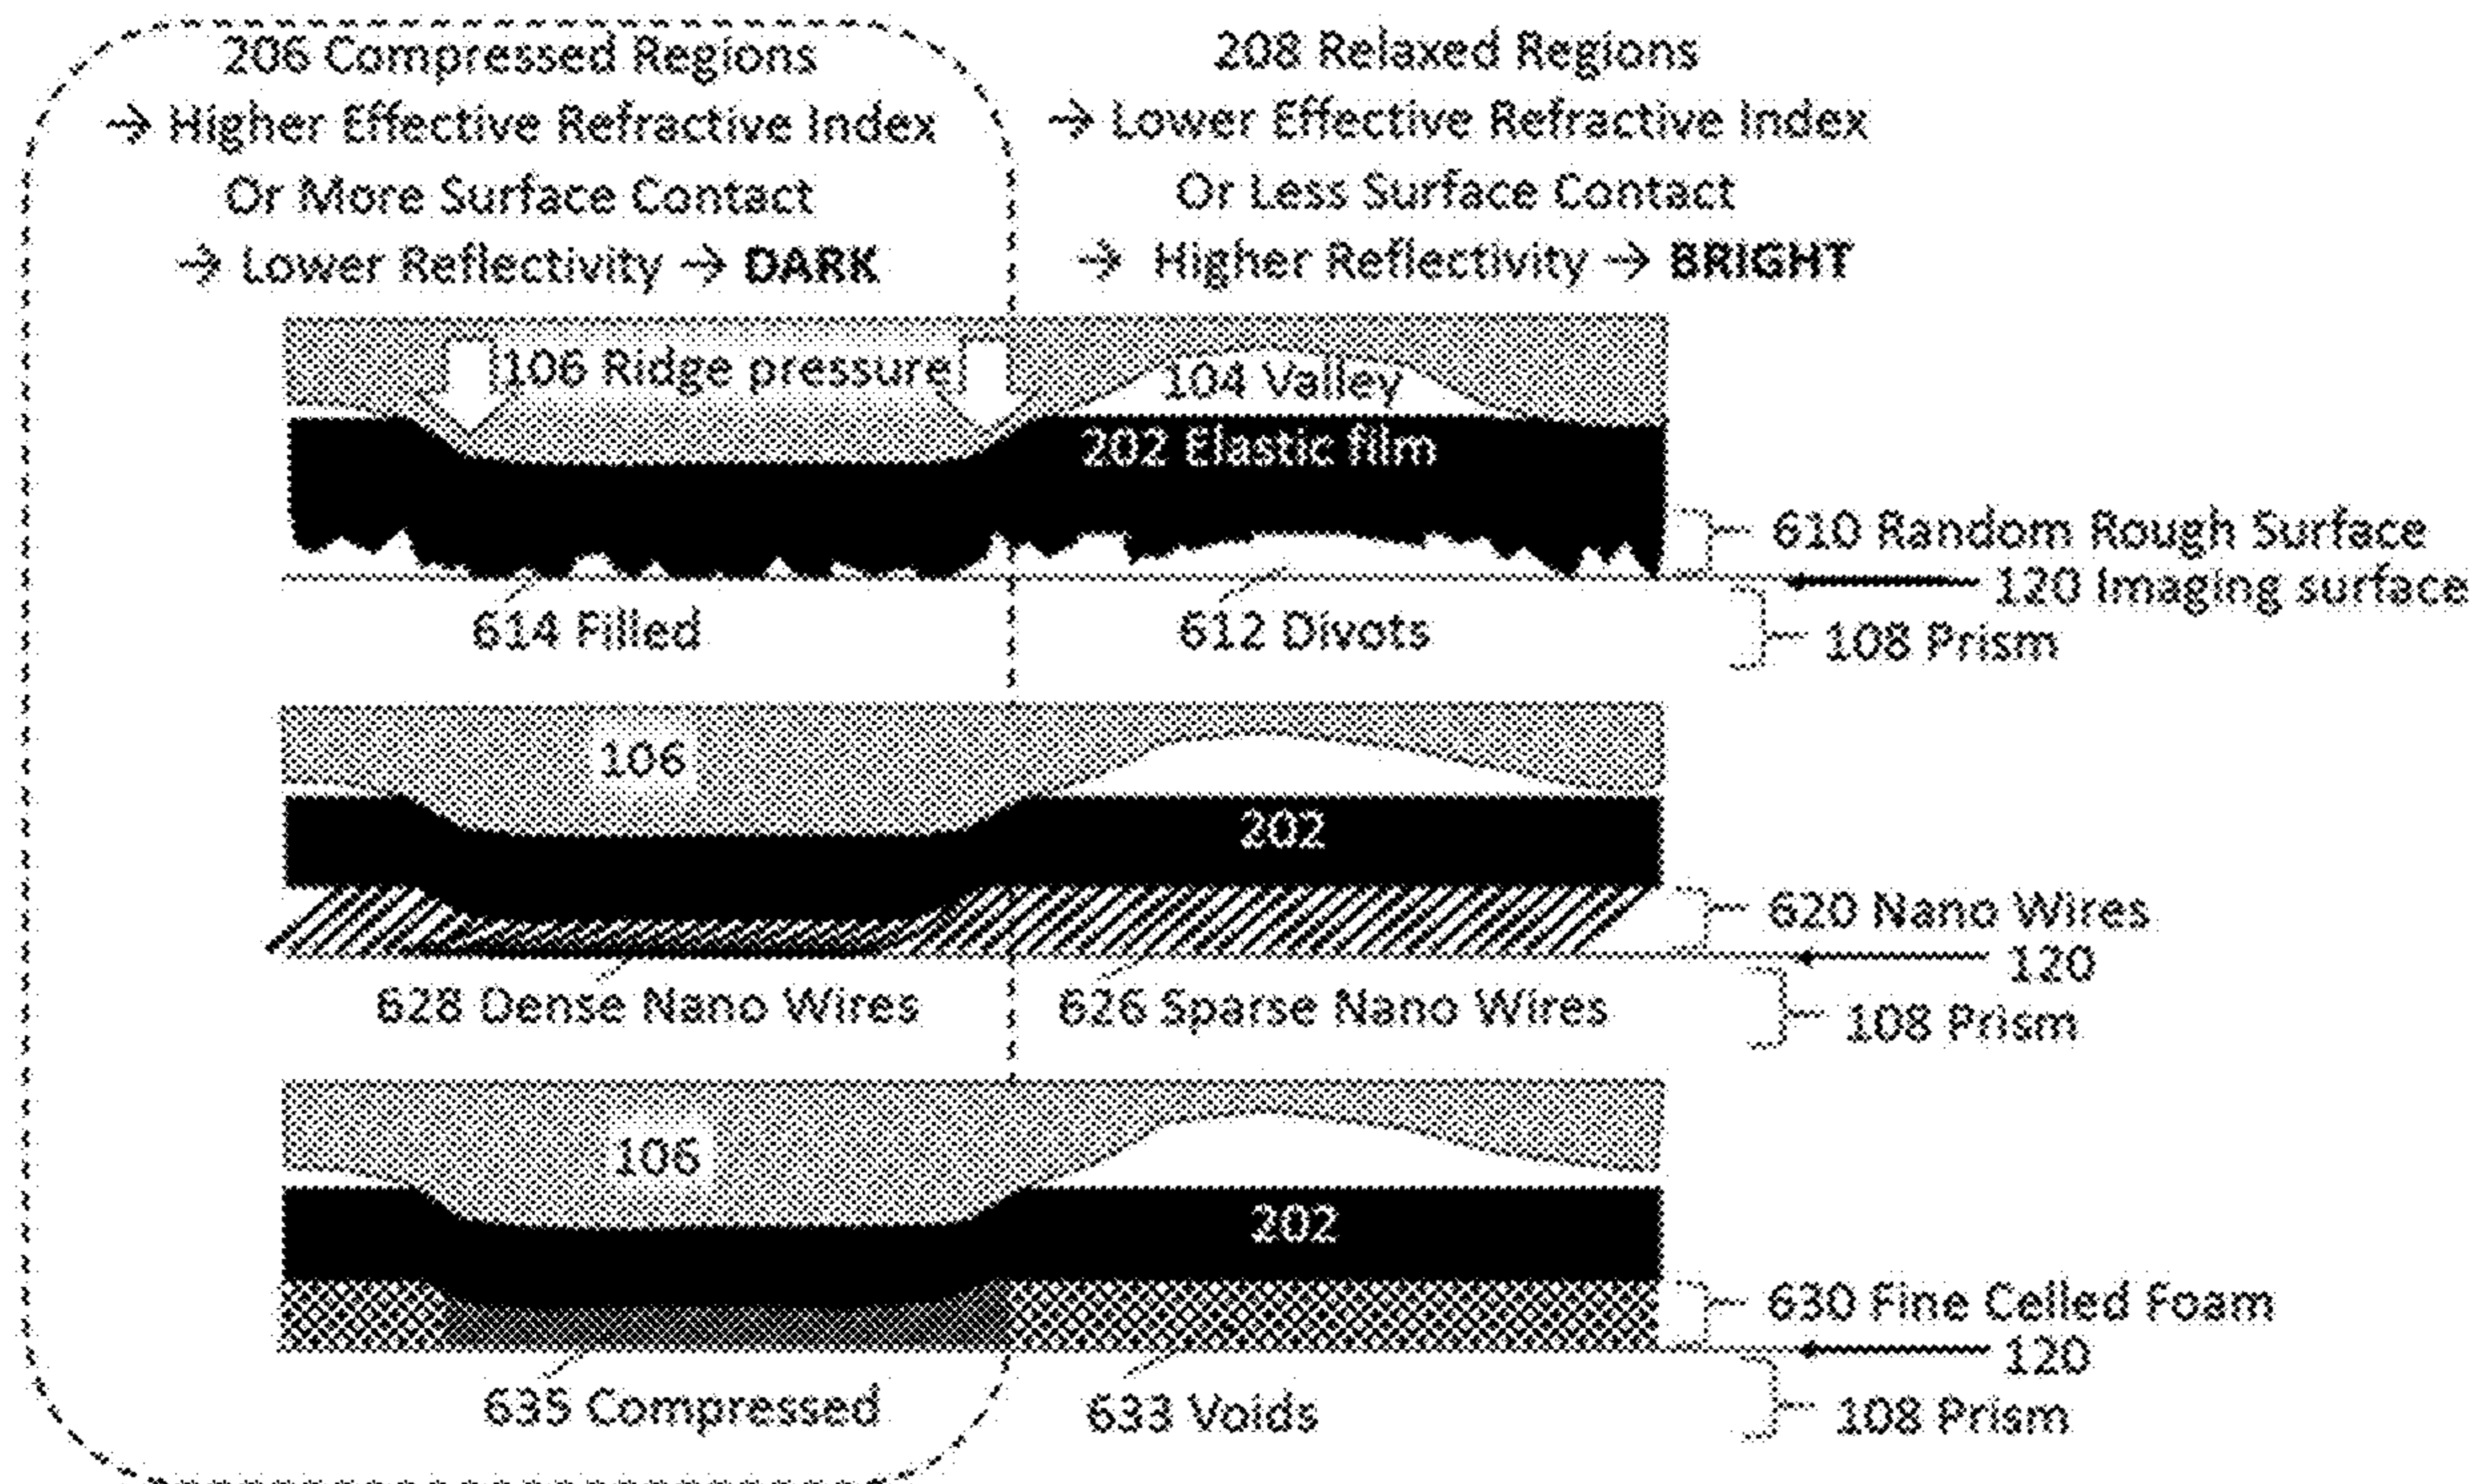 206 Compressed Regions
→ Higher Effective Refractive Index
Or More Surface Contact
→ Lower Reflectivity → DARK
208 Relaxed Regions
→ Lower Effective Refractive Index
Or Less Surface Contact
→ Higher Reflectivity → BRIGHT
106 Ridge pressure
104 Valley
202 Elastic film
610 Random Rough Surface
120 Imaging surface
614 Filled
612 Divots
108 Prism
106
202
620 Nano Wires
120
628 Dense Nano Wires
626 Sparse Nano Wires
108 Prism
106
202
630 Fine Celled Foam
120
635 Compressed
633 Voids
108 Prism